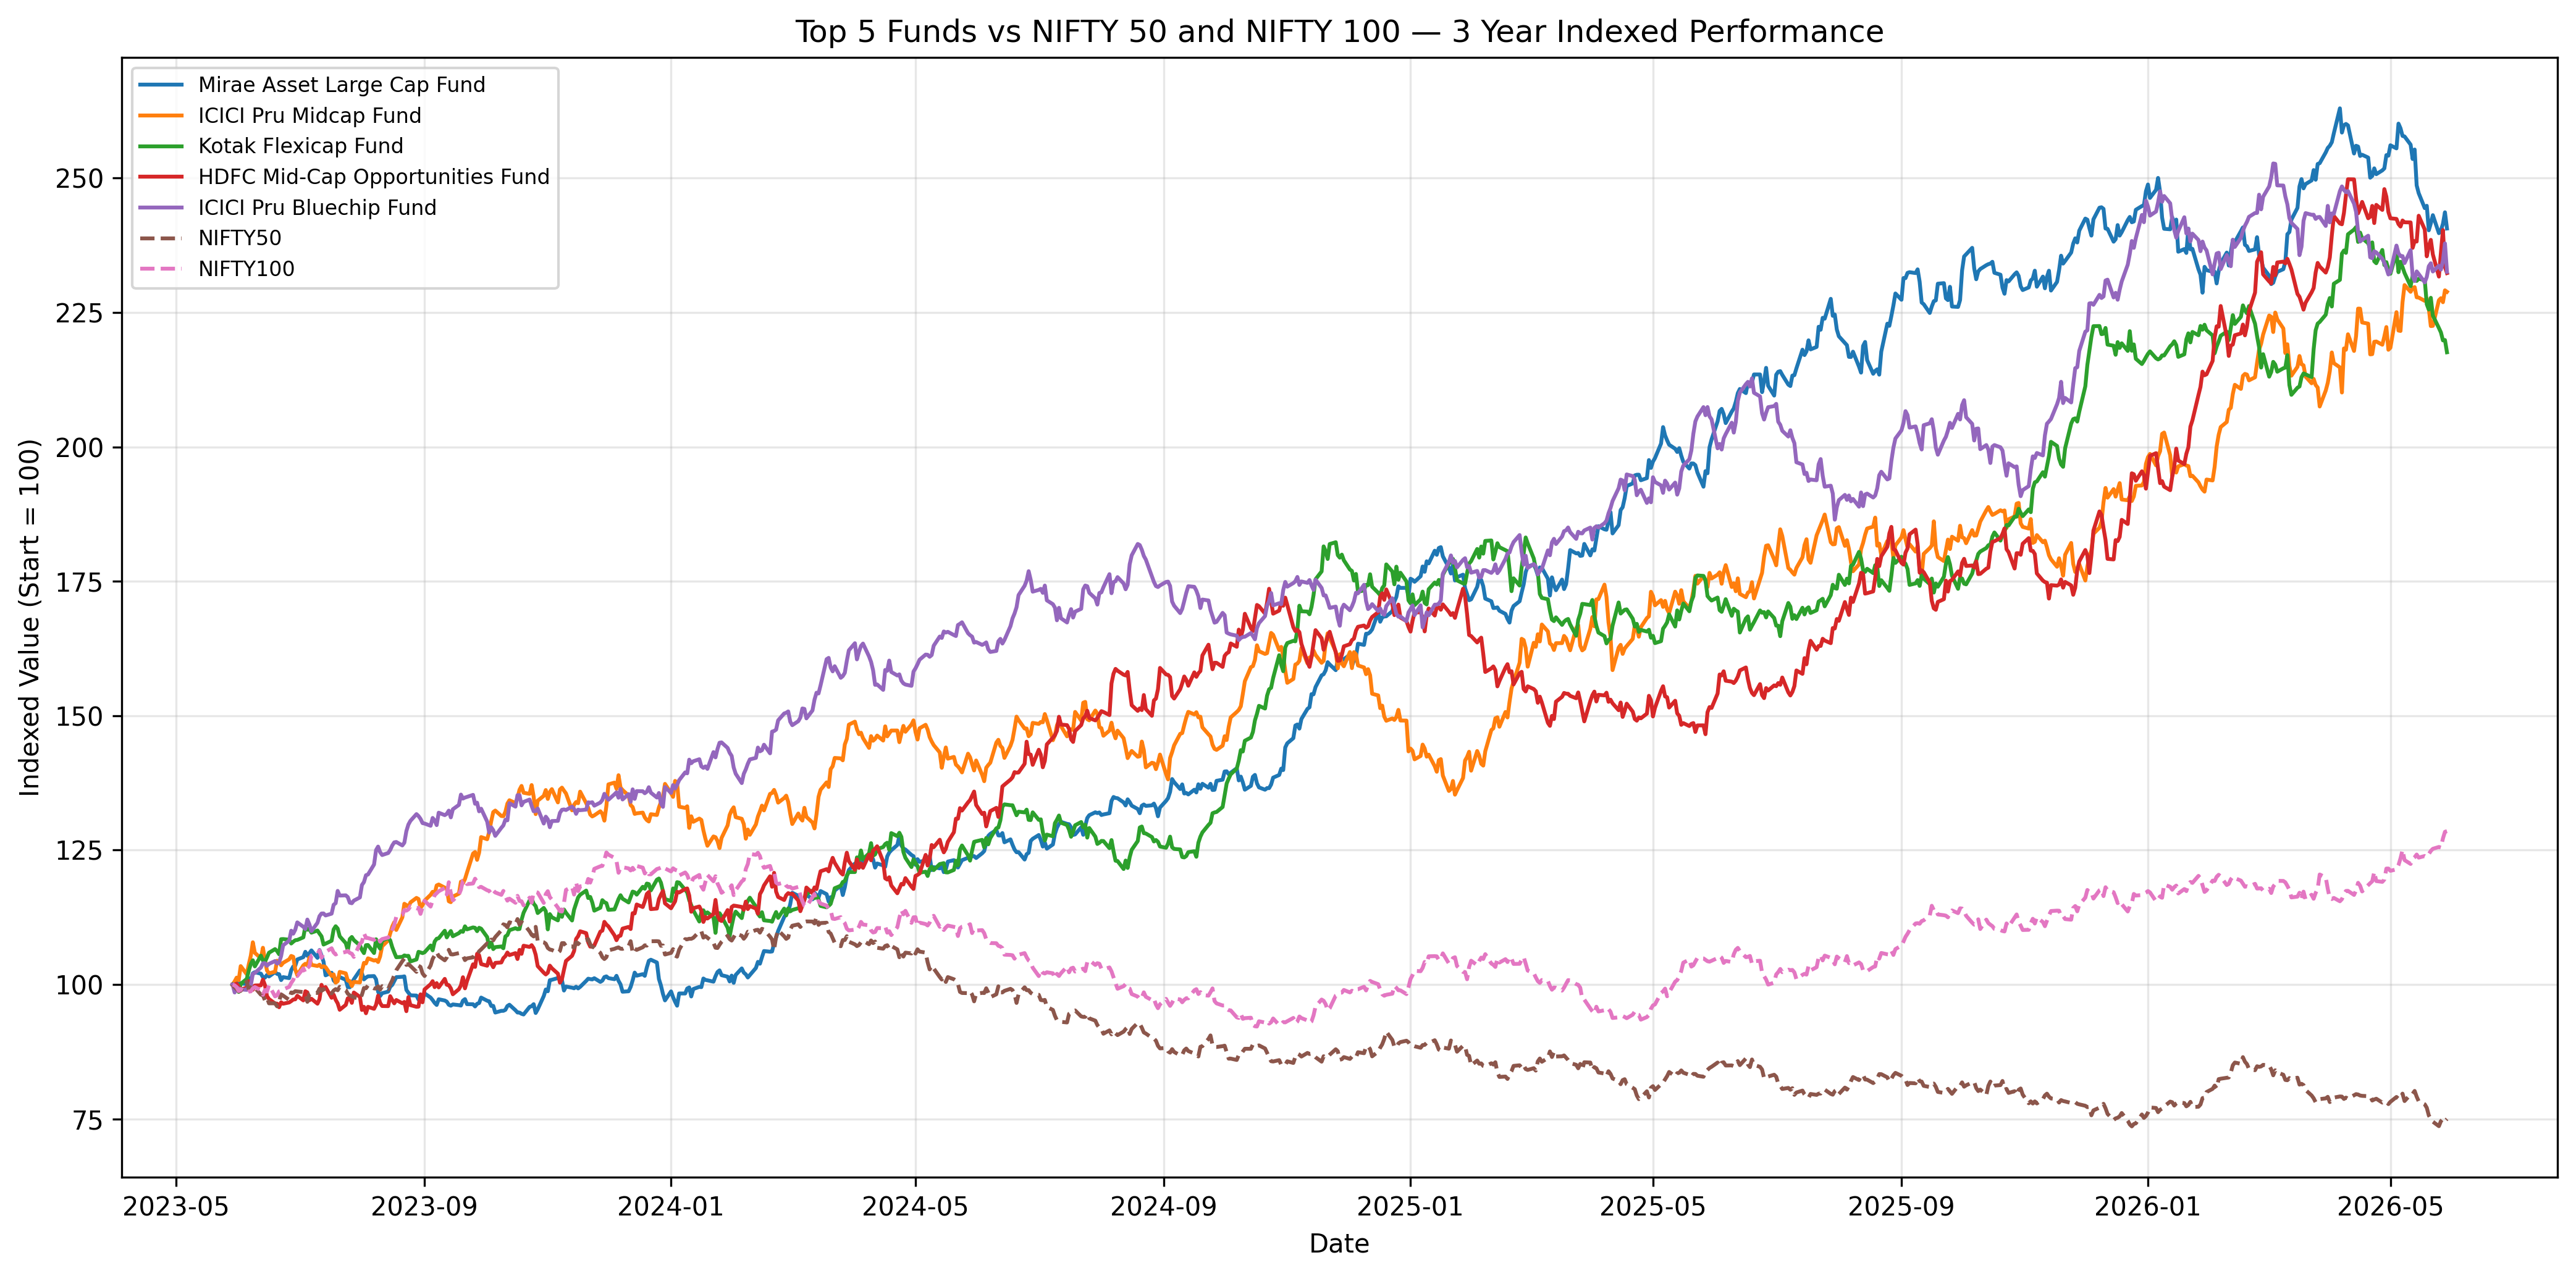 Top 5 Funds vs NIFTY 50 and NIFTY 100 — 3 Year Indexed Performance
Mirae Asset Large Cap Fund
ICICI Pru Midcap Fund
Kotak Flexicap Fund
HDFC Mid-Cap Opportunities Fund
ICICI Pru Bluechip Fund
NIFTY50
NIFTY100
Indexed Value (Start = 100)
250
225
200
175
150
125
100
75
2023-05 2023-09 2024-01 2024-05 2024-09 2025-01 2025-05 2025-09 2026-01 2026-05
Date